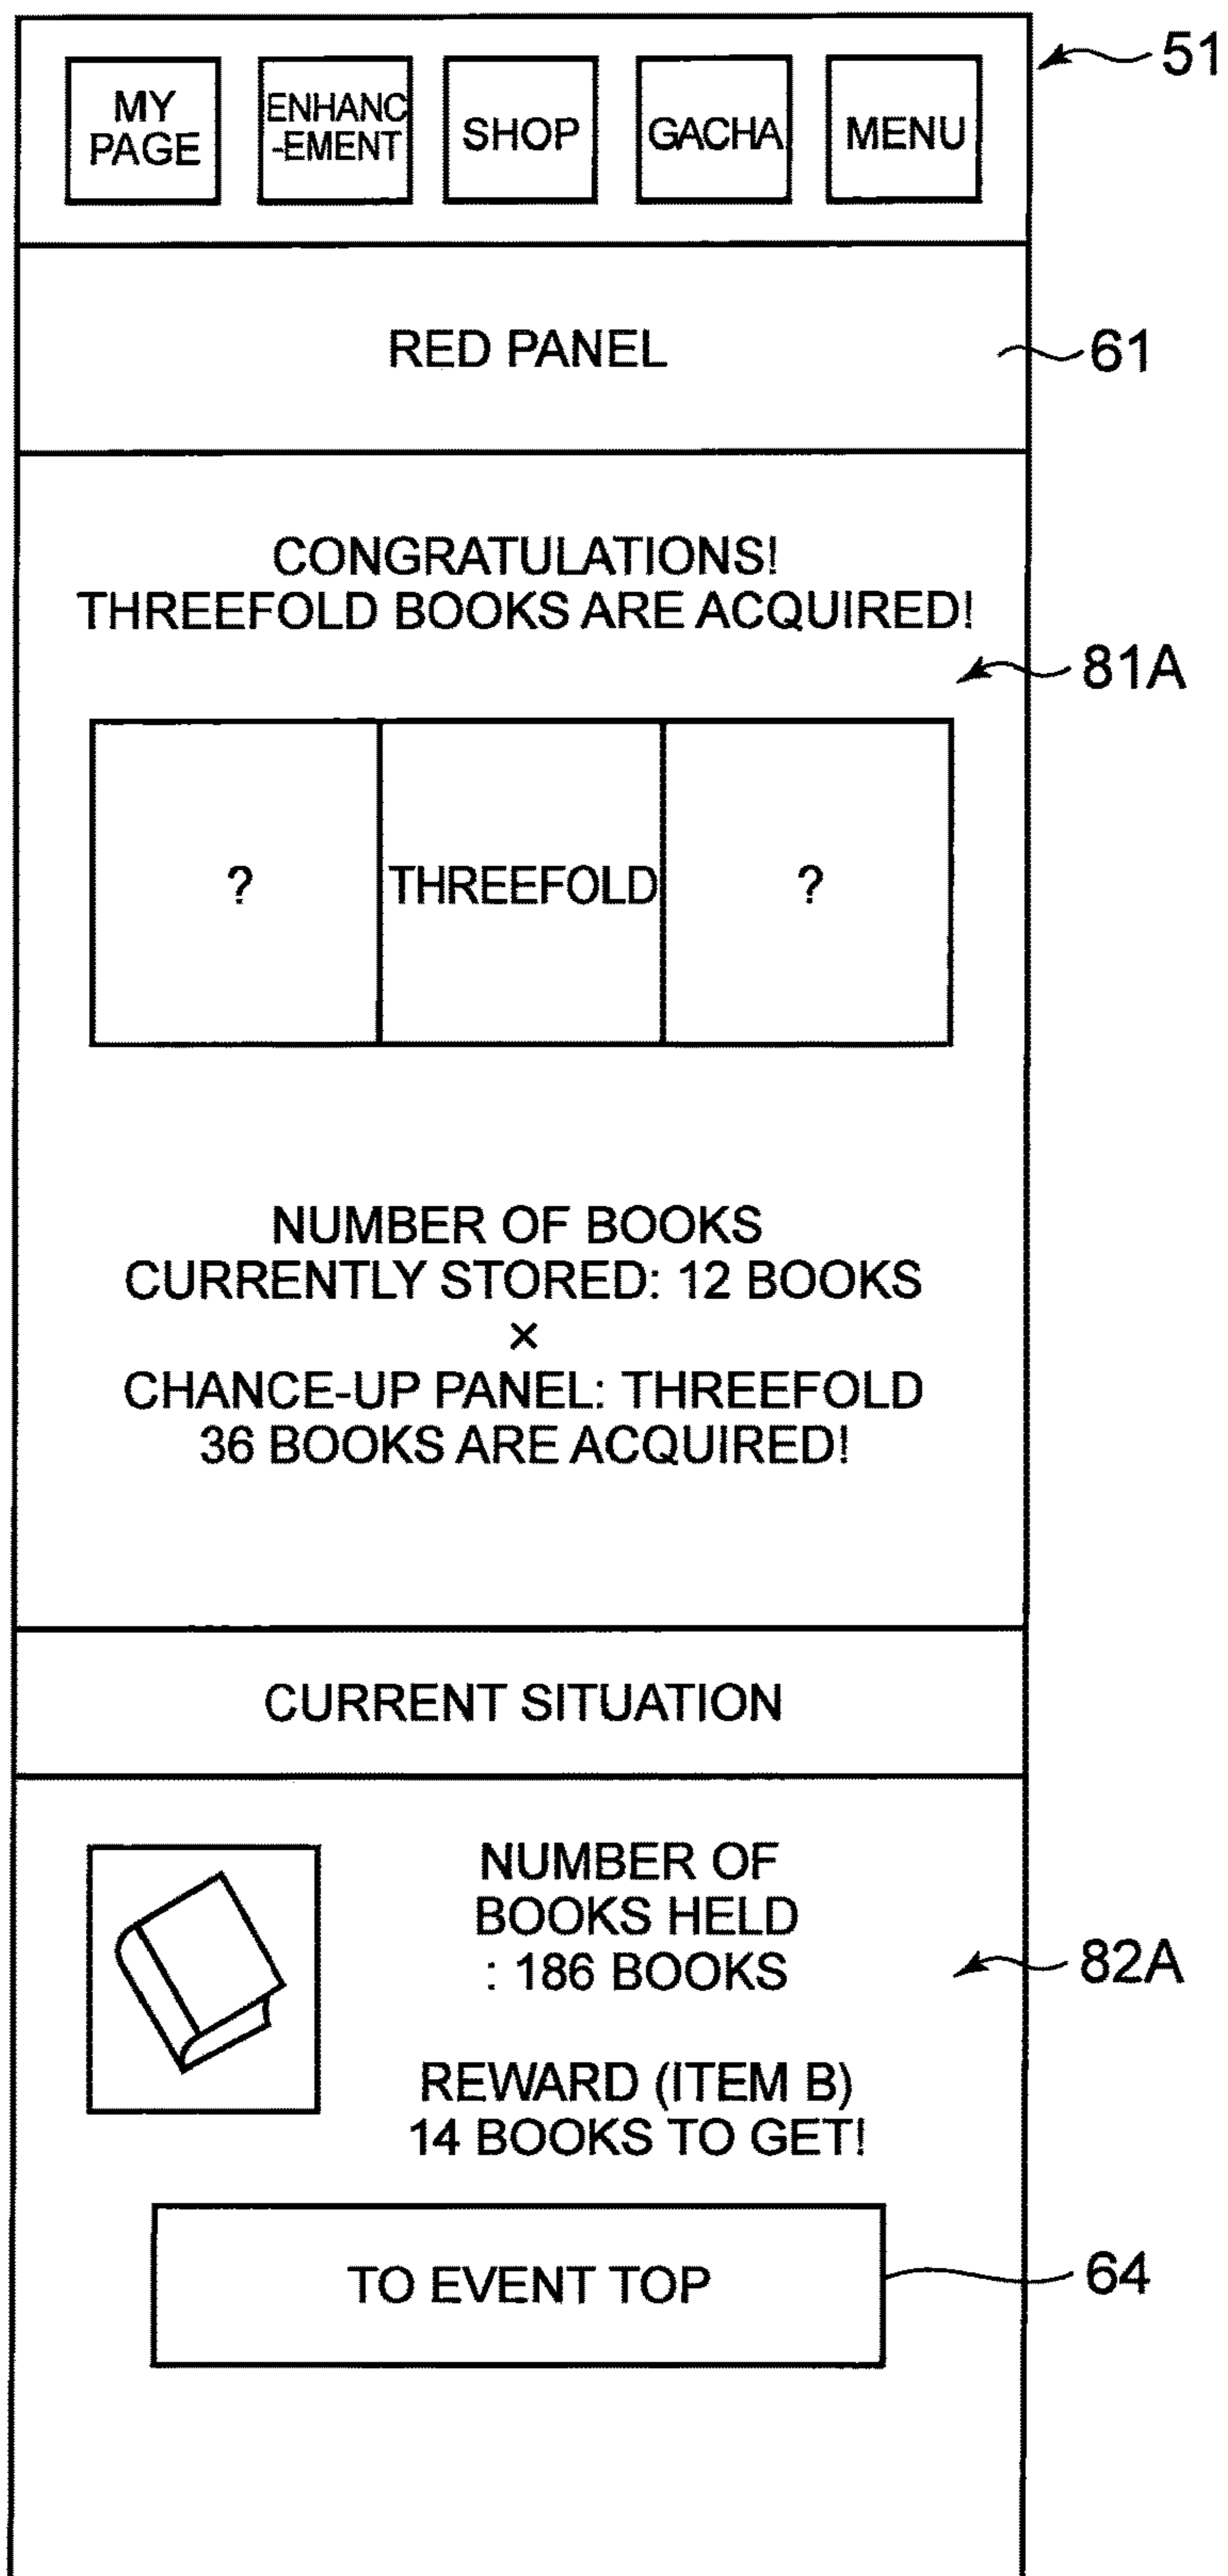 51
MY
PAGE
ENHANC
-EMENT
SHOP
GACHA
MENU
RED PANEL
61
CONGRATULATIONS!
THREEFOLD BOOKS ARE ACQUIRED!
81A
?
THREEFOLD
?
NUMBER OF BOOKS
CURRENTLY STORED: 12 BOOKS
×
CHANCE-UP PANEL: THREEFOLD
36 BOOKS ARE ACQUIRED!
CURRENT SITUATION
NUMBER OF
BOOKS HELD
: 186 BOOKS
82A
REWARD (ITEM B)
14 BOOKS TO GET!
TO EVENT TOP
64